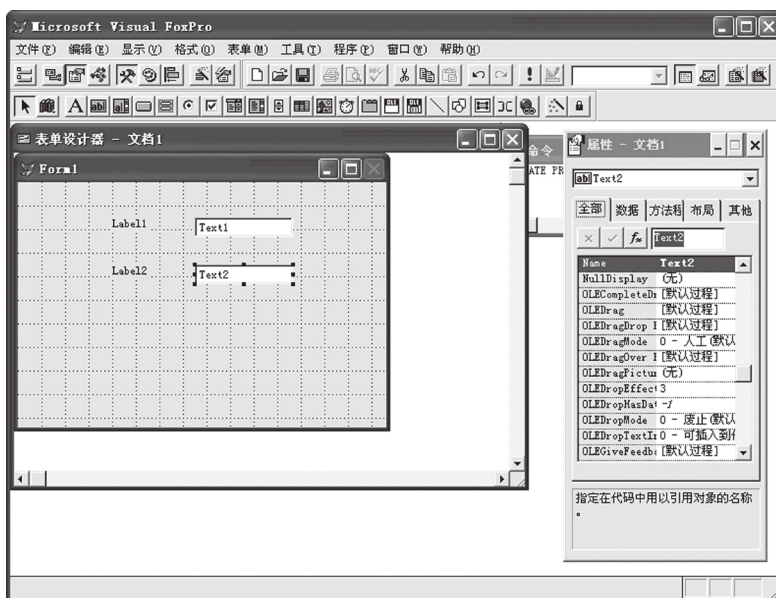 Microsoft Visual FoxPro
文件(F) 编辑(E) 显示(V) 格式(O) 表单(M) 工具(T) 程序(P) 窗口(W) 帮助(H)
表单设计器 - 文档1
Form1
Label1
Text1
Label2
Text2
命令
ATE PR
属性 - 文档1
Text2
全部 数据 方法程 布局 其他
Text2
Name Text2
NullDisplay (无)
OLECompleteDr [默认过程]
OLEDrag [默认过程]
OLEDragDrop E [默认过程]
OLEDragMode 0 - 人工(默认
OLEDragOver E [默认过程]
OLEDragPictur (无)
OLEDropEffect 3
OLEDropHasDat -1
OLEDropMode 0 - 废止(默认
OLEDropTextIn 0 - 可插入到
OLEGiveFeedba [默认过程]
指定在代码中用以引用对象的名称
。